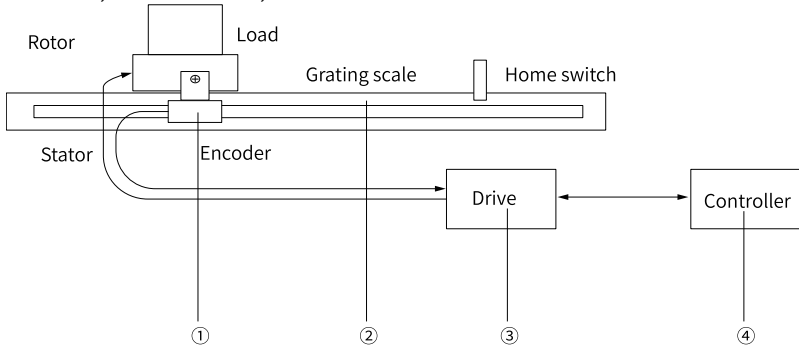 Rotor
Load
Grating scale
Home switch
Stator
Encoder
Drive
Controller
①
②
③
④